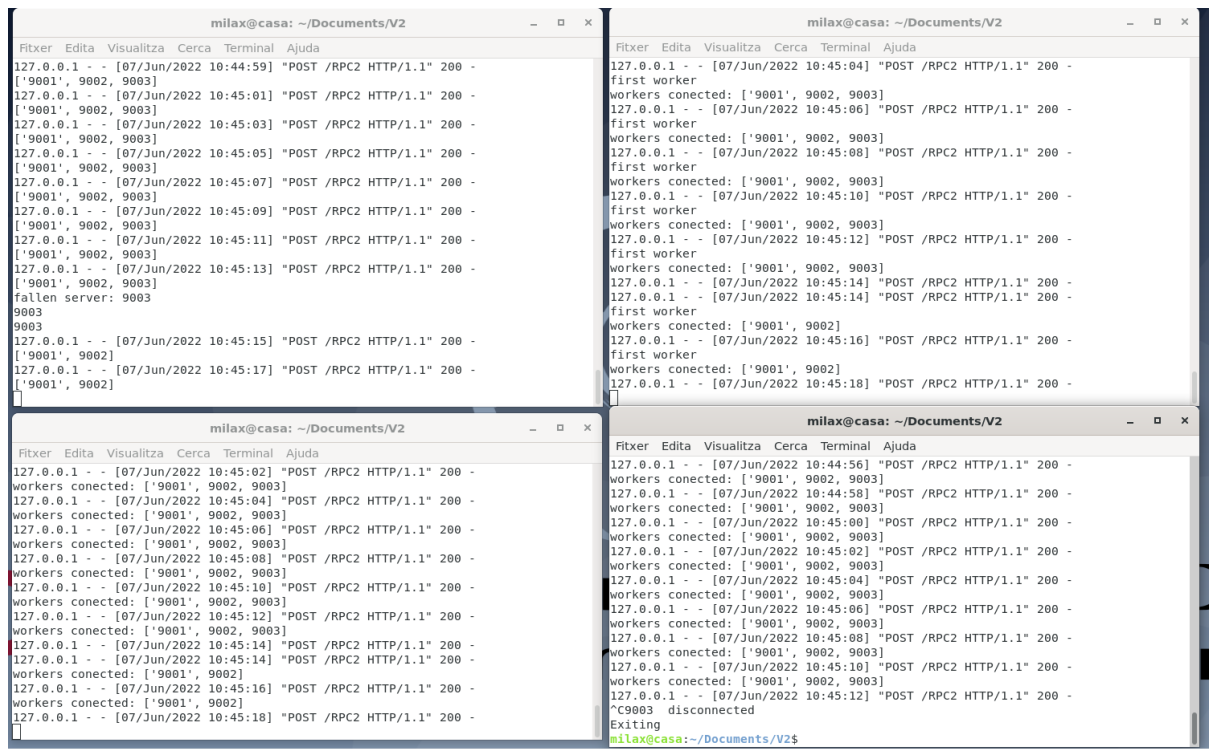 milax@casa: ~/Documents/V2
Fitxer Edita Visualitza Cerca Terminal Ajuda
127.0.0.1 - - [07/Jun/2022 10:44:59] "POST /RPC2 HTTP/1.1" 200 -
['9001', 9002, 9003]
127.0.0.1 - - [07/Jun/2022 10:45:01] "POST /RPC2 HTTP/1.1" 200 -
['9001', 9002, 9003]
127.0.0.1 - - [07/Jun/2022 10:45:03] "POST /RPC2 HTTP/1.1" 200 -
['9001', 9002, 9003]
127.0.0.1 - - [07/Jun/2022 10:45:05] "POST /RPC2 HTTP/1.1" 200 -
['9001', 9002, 9003]
127.0.0.1 - - [07/Jun/2022 10:45:07] "POST /RPC2 HTTP/1.1" 200 -
['9001', 9002, 9003]
127.0.0.1 - - [07/Jun/2022 10:45:09] "POST /RPC2 HTTP/1.1" 200 -
['9001', 9002, 9003]
127.0.0.1 - - [07/Jun/2022 10:45:11] "POST /RPC2 HTTP/1.1" 200 -
['9001', 9002, 9003]
127.0.0.1 - - [07/Jun/2022 10:45:13] "POST /RPC2 HTTP/1.1" 200 -
['9001', 9002, 9003]
fallen server: 9003
9003
9003
127.0.0.1 - - [07/Jun/2022 10:45:15] "POST /RPC2 HTTP/1.1" 200 -
['9001', 9002]
127.0.0.1 - - [07/Jun/2022 10:45:17] "POST /RPC2 HTTP/1.1" 200 -
['9001', 9002]
milax@casa: ~/Documents/V2
Fitxer Edita Visualitza Cerca Terminal Ajuda
127.0.0.1 - - [07/Jun/2022 10:45:04] "POST /RPC2 HTTP/1.1" 200 -
first worker
workers conected: ['9001', 9002, 9003]
127.0.0.1 - - [07/Jun/2022 10:45:06] "POST /RPC2 HTTP/1.1" 200 -
first worker
workers conected: ['9001', 9002, 9003]
127.0.0.1 - - [07/Jun/2022 10:45:08] "POST /RPC2 HTTP/1.1" 200 -
first worker
workers conected: ['9001', 9002, 9003]
127.0.0.1 - - [07/Jun/2022 10:45:10] "POST /RPC2 HTTP/1.1" 200 -
first worker
workers conected: ['9001', 9002, 9003]
127.0.0.1 - - [07/Jun/2022 10:45:12] "POST /RPC2 HTTP/1.1" 200 -
first worker
workers conected: ['9001', 9002, 9003]
127.0.0.1 - - [07/Jun/2022 10:45:14] "POST /RPC2 HTTP/1.1" 200 -
127.0.0.1 - - [07/Jun/2022 10:45:14] "POST /RPC2 HTTP/1.1" 200 -
first worker
workers conected: ['9001', 9002]
127.0.0.1 - - [07/Jun/2022 10:45:16] "POST /RPC2 HTTP/1.1" 200 -
first worker
workers conected: ['9001', 9002]
127.0.0.1 - - [07/Jun/2022 10:45:18] "POST /RPC2 HTTP/1.1" 200 -
milax@casa: ~/Documents/V2
Fitxer Edita Visualitza Cerca Terminal Ajuda
127.0.0.1 - - [07/Jun/2022 10:45:02] "POST /RPC2 HTTP/1.1" 200 -
workers conected: ['9001', 9002, 9003]
127.0.0.1 - - [07/Jun/2022 10:45:04] "POST /RPC2 HTTP/1.1" 200 -
workers conected: ['9001', 9002, 9003]
127.0.0.1 - - [07/Jun/2022 10:45:06] "POST /RPC2 HTTP/1.1" 200 -
workers conected: ['9001', 9002, 9003]
127.0.0.1 - - [07/Jun/2022 10:45:08] "POST /RPC2 HTTP/1.1" 200 -
workers conected: ['9001', 9002, 9003]
127.0.0.1 - - [07/Jun/2022 10:45:10] "POST /RPC2 HTTP/1.1" 200 -
workers conected: ['9001', 9002, 9003]
127.0.0.1 - - [07/Jun/2022 10:45:12] "POST /RPC2 HTTP/1.1" 200 -
workers conected: ['9001', 9002, 9003]
127.0.0.1 - - [07/Jun/2022 10:45:14] "POST /RPC2 HTTP/1.1" 200 -
127.0.0.1 - - [07/Jun/2022 10:45:14] "POST /RPC2 HTTP/1.1" 200 -
workers conected: ['9001', 9002]
127.0.0.1 - - [07/Jun/2022 10:45:16] "POST /RPC2 HTTP/1.1" 200 -
workers conected: ['9001', 9002]
127.0.0.1 - - [07/Jun/2022 10:45:18] "POST /RPC2 HTTP/1.1" 200 -
milax@casa: ~/Documents/V2
Fitxer Edita Visualitza Cerca Terminal Ajuda
127.0.0.1 - - [07/Jun/2022 10:44:56] "POST /RPC2 HTTP/1.1" 200 -
workers conected: ['9001', 9002, 9003]
127.0.0.1 - - [07/Jun/2022 10:44:58] "POST /RPC2 HTTP/1.1" 200 -
workers conected: ['9001', 9002, 9003]
127.0.0.1 - - [07/Jun/2022 10:45:00] "POST /RPC2 HTTP/1.1" 200 -
workers conected: ['9001', 9002, 9003]
127.0.0.1 - - [07/Jun/2022 10:45:02] "POST /RPC2 HTTP/1.1" 200 -
workers conected: ['9001', 9002, 9003]
127.0.0.1 - - [07/Jun/2022 10:45:04] "POST /RPC2 HTTP/1.1" 200 -
workers conected: ['9001', 9002, 9003]
127.0.0.1 - - [07/Jun/2022 10:45:06] "POST /RPC2 HTTP/1.1" 200 -
workers conected: ['9001', 9002, 9003]
127.0.0.1 - - [07/Jun/2022 10:45:08] "POST /RPC2 HTTP/1.1" 200 -
workers conected: ['9001', 9002, 9003]
127.0.0.1 - - [07/Jun/2022 10:45:10] "POST /RPC2 HTTP/1.1" 200 -
workers conected: ['9001', 9002, 9003]
127.0.0.1 - - [07/Jun/2022 10:45:12] "POST /RPC2 HTTP/1.1" 200 -
^C9003  disconnected
Exiting
milax@casa:~/Documents/V2$